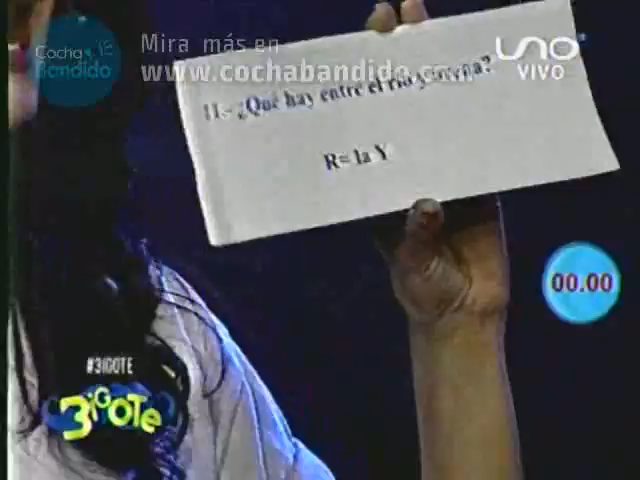 Cocha
Bandido
Mira más en
www.cochabandido.com
UNO
VIVO
11.- ¿Qué hay entre el río y
R= la Y
00.00
#3IGOTE
3iGOTe